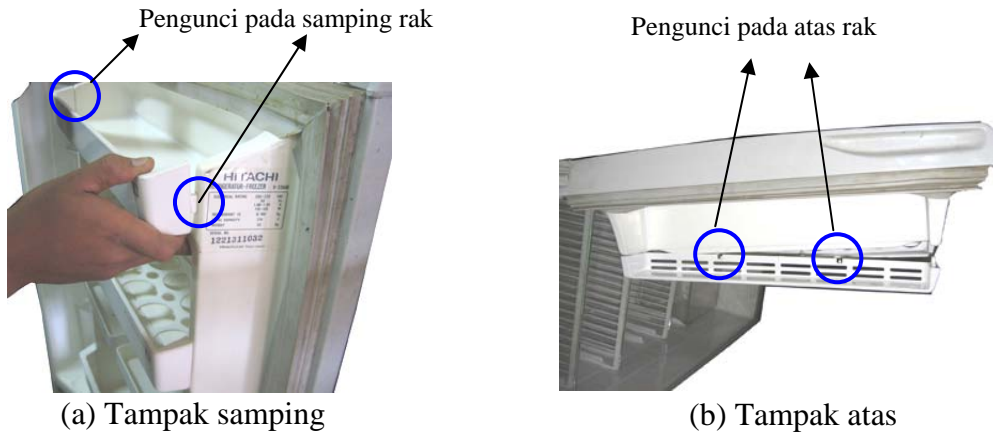 Pengunci pada samping rak
Pengunci pada atas rak
HITACHI
1221311032
(a) Tampak samping
(b) Tampak atas